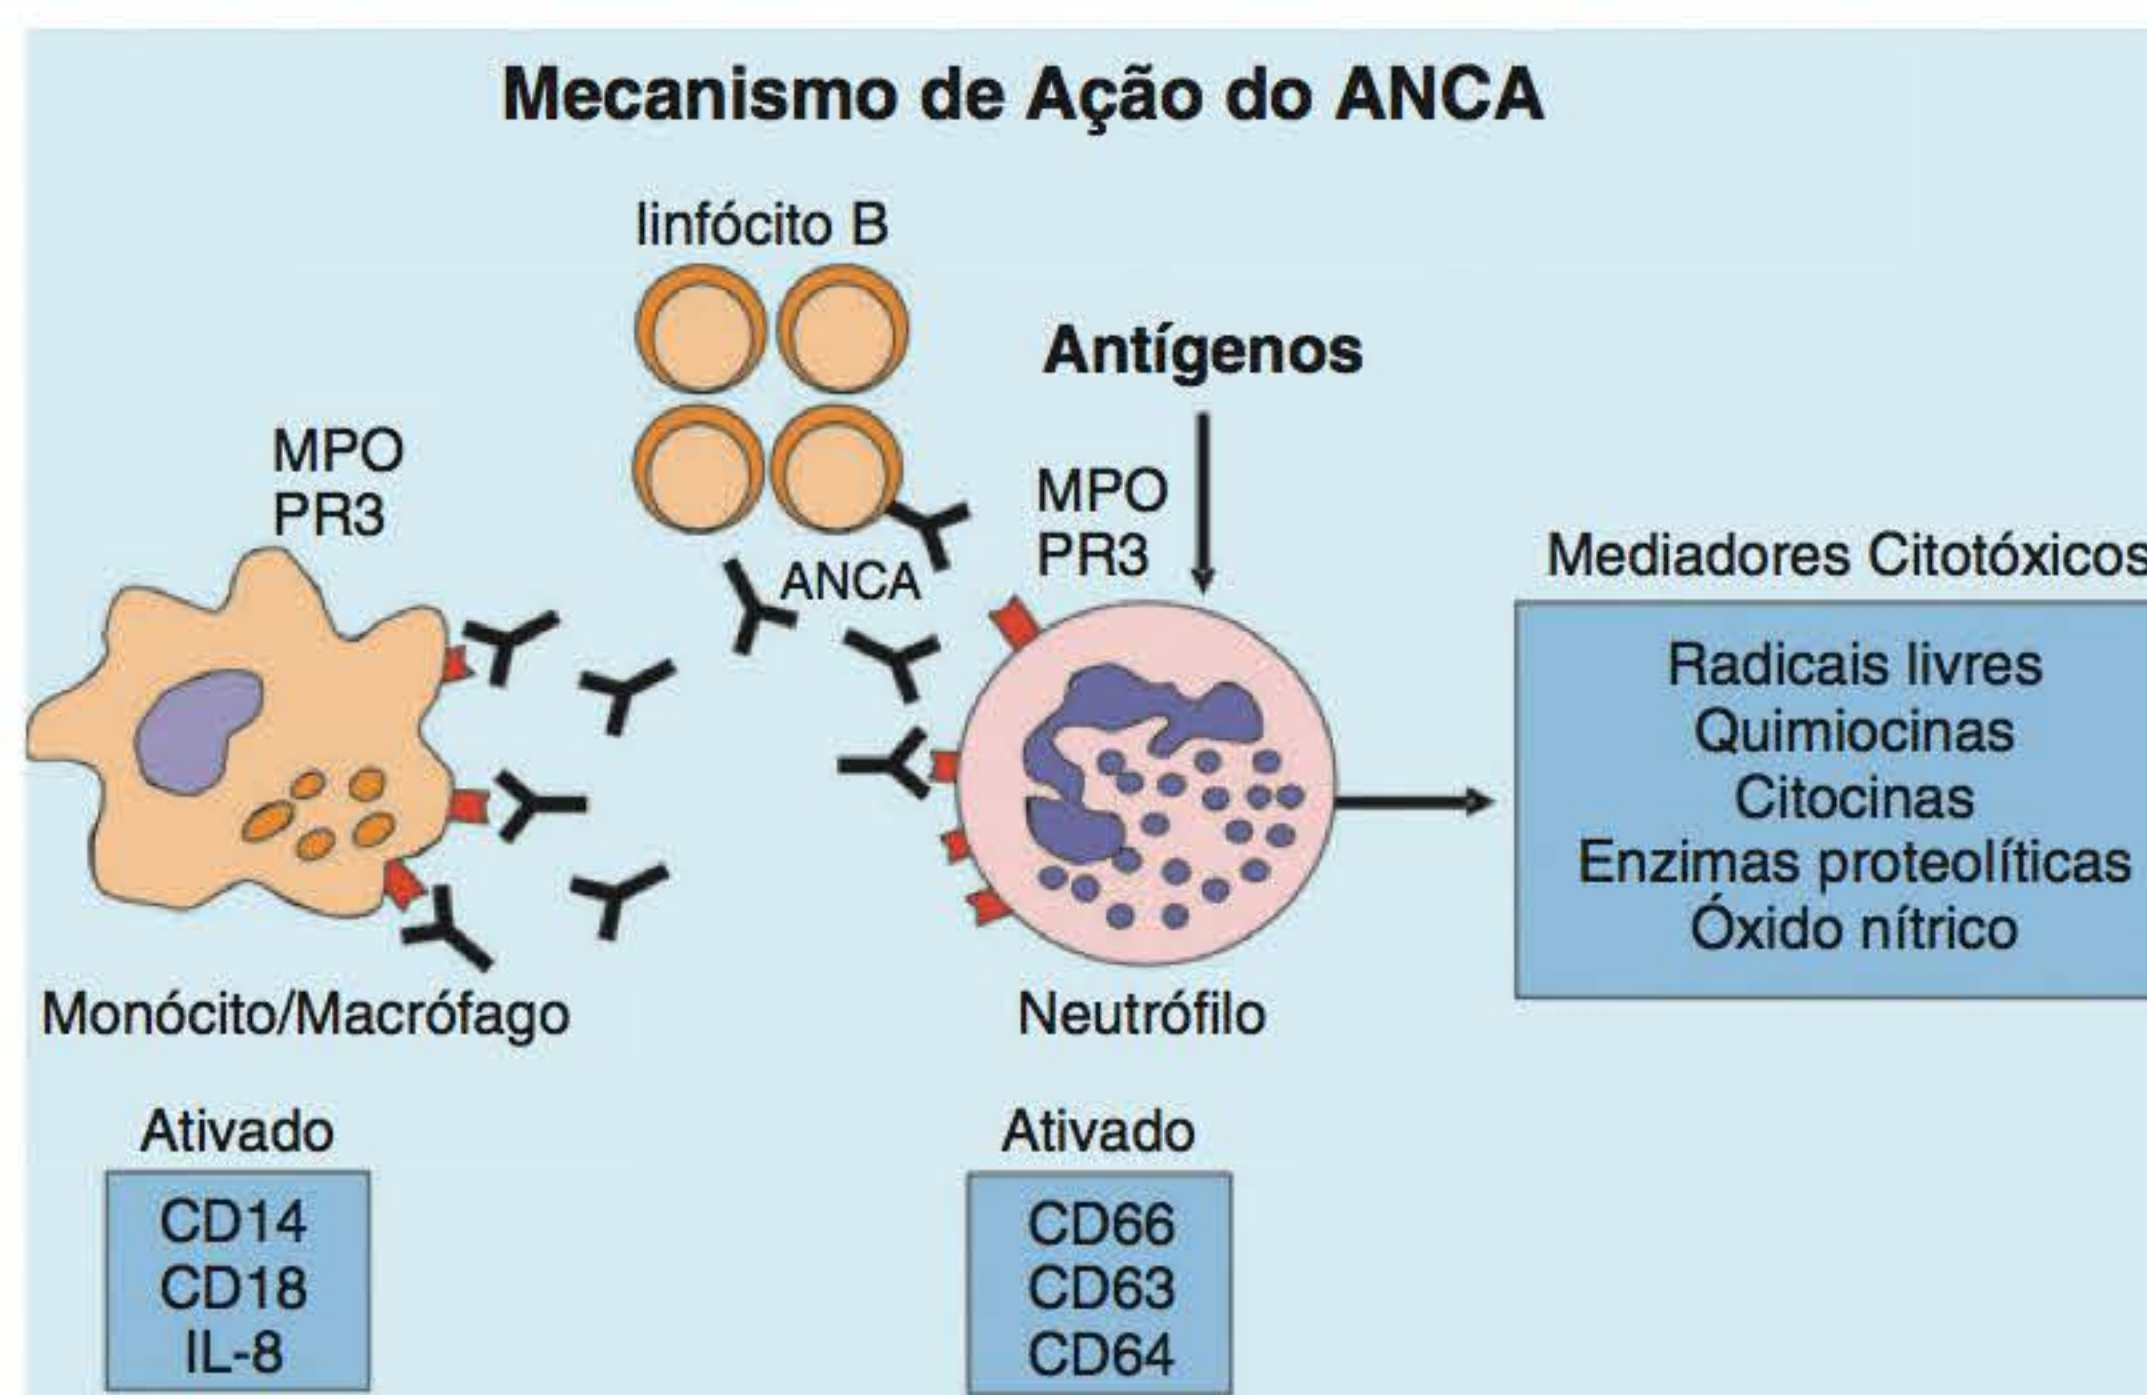 Mecanismo de Ação do ANCA
linfócito B
Antígenos
MPO
PR3
MPO
PR3
ANCA
Mediadores Citotóxicos
Radicais livres
Quimiocinas
Citocinas
Enzimas proteolíticas
Óxido nítrico
Monócito/Macrófago
Neutrófilo
Ativado
CD14
CD18
IL-8
Ativado
CD66
CD63
CD64